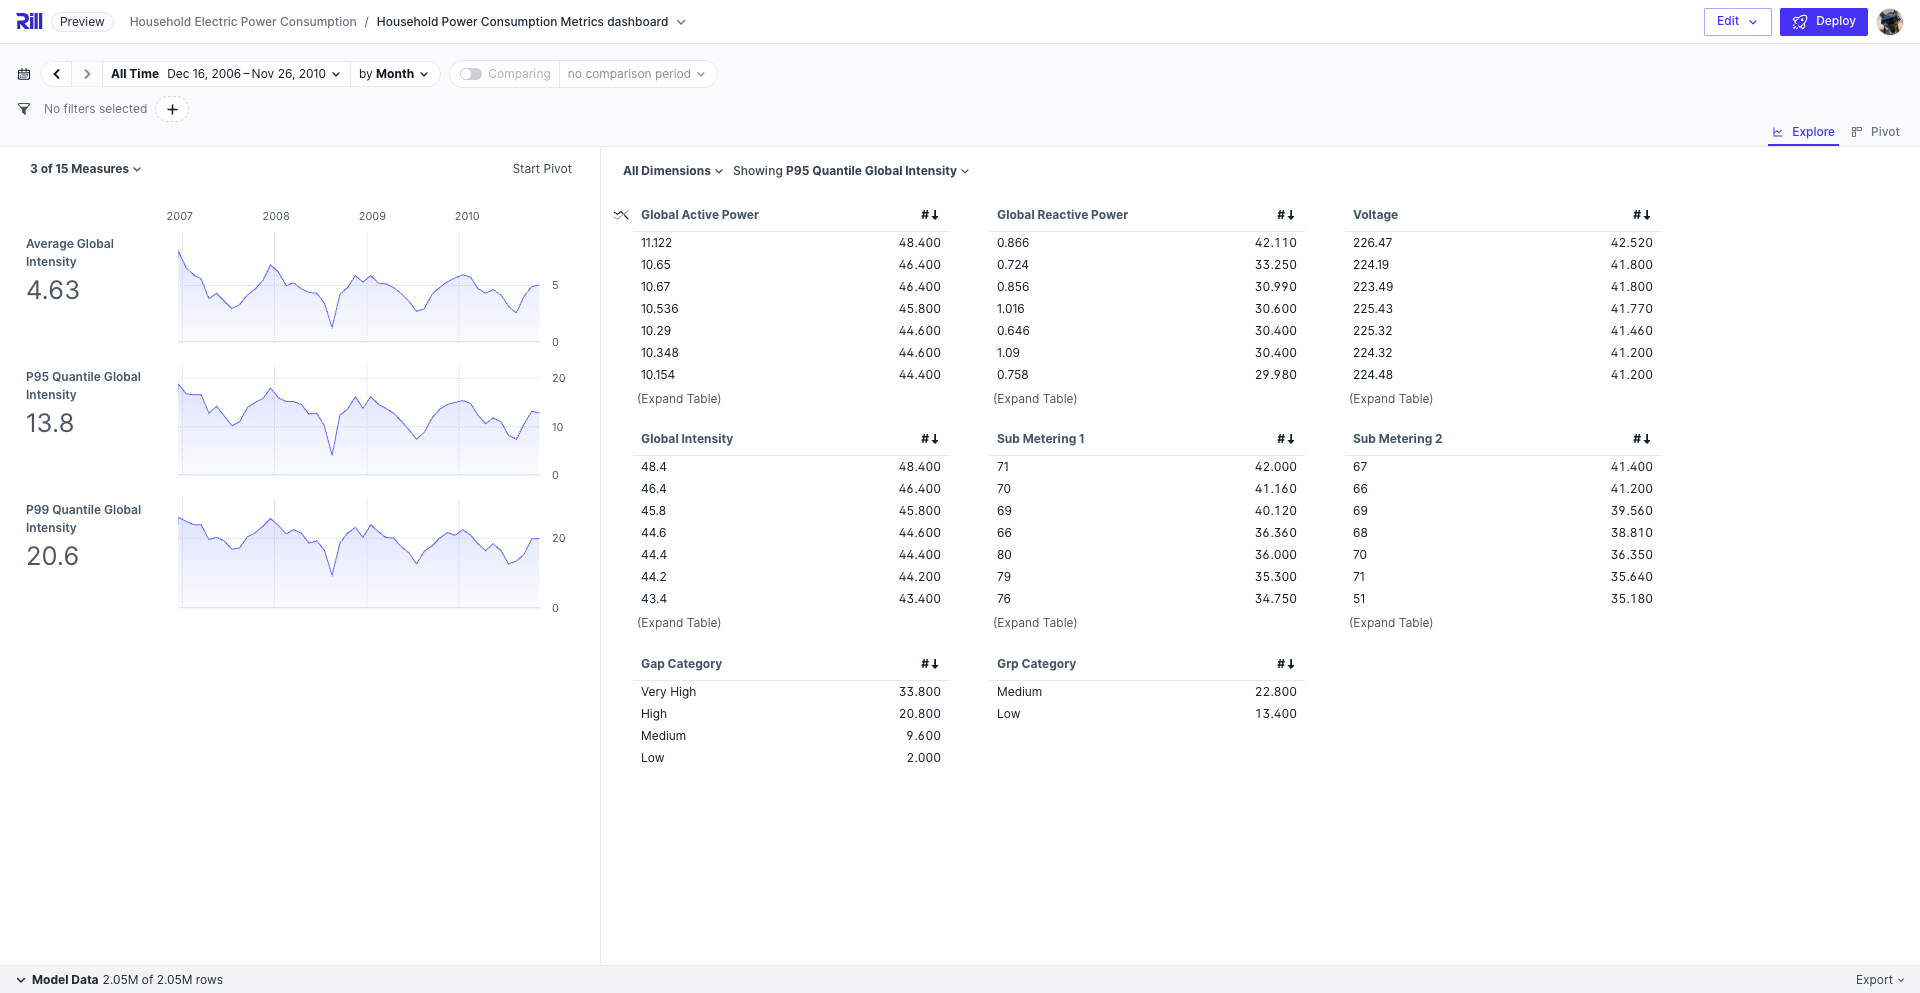 Rill Preview Household Electric Power Consumption / Household Power Consumption Metrics dashboard Edit Deploy
All Time Dec 16, 2006 – Nov 26, 2010 by Month Comparing no comparison period
No filters selected +
Explore Pivot
3 of 15 Measures Start Pivot
2007 2008 2009 2010
Average Global
Intensity
4.63
5
0
P95 Quantile Global
Intensity
13.8
20
10
0
P99 Quantile Global
Intensity
20.6
20
0
All Dimensions Showing P95 Quantile Global Intensity
Global Active Power #
11.122 48.400
10.65 46.400
10.67 46.400
10.536 45.800
10.29 44.600
10.348 44.600
10.154 44.400
(Expand Table)
Global Reactive Power #
0.866 42.110
0.724 33.250
0.856 30.990
1.016 30.600
0.646 30.400
1.09 30.400
0.758 29.980
(Expand Table)
Voltage #
226.47 42.520
224.19 41.800
223.49 41.800
225.43 41.770
225.32 41.460
224.32 41.200
224.48 41.200
(Expand Table)
Global Intensity #
48.4 48.400
46.4 46.400
45.8 45.800
44.6 44.600
44.4 44.400
44.2 44.200
43.4 43.400
(Expand Table)
Sub Metering 1 #
71 42.000
70 41.160
69 40.120
66 36.360
80 36.000
79 35.300
76 34.750
(Expand Table)
Sub Metering 2 #
67 41.400
66 41.200
69 39.560
68 38.810
70 36.350
71 35.640
51 35.180
(Expand Table)
Gap Category #
Very High 33.800
High 20.800
Medium 9.600
Low 2.000
Grp Category #
Medium 22.800
Low 13.400
Model Data 2.05M of 2.05M rows Export